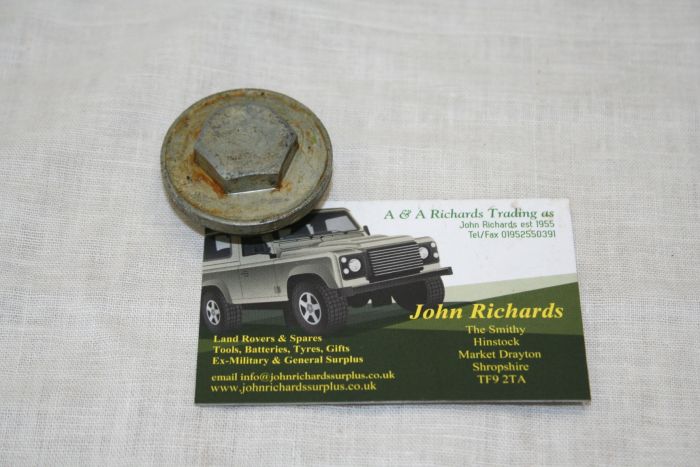 A & A Richards Trading as
John Richards est 1955
Tel/Fax 01952550391
John Richards
The Smithy
Hinstock
Market Drayton
Shropshire
TF9 2TA
Land Rovers & Spares
Tools, Batteries, Tyres, Gifts
Ex-Military & General Surplus
email info@johnrichardssurplus.co.uk
www.johnrichardssurplus.co.uk